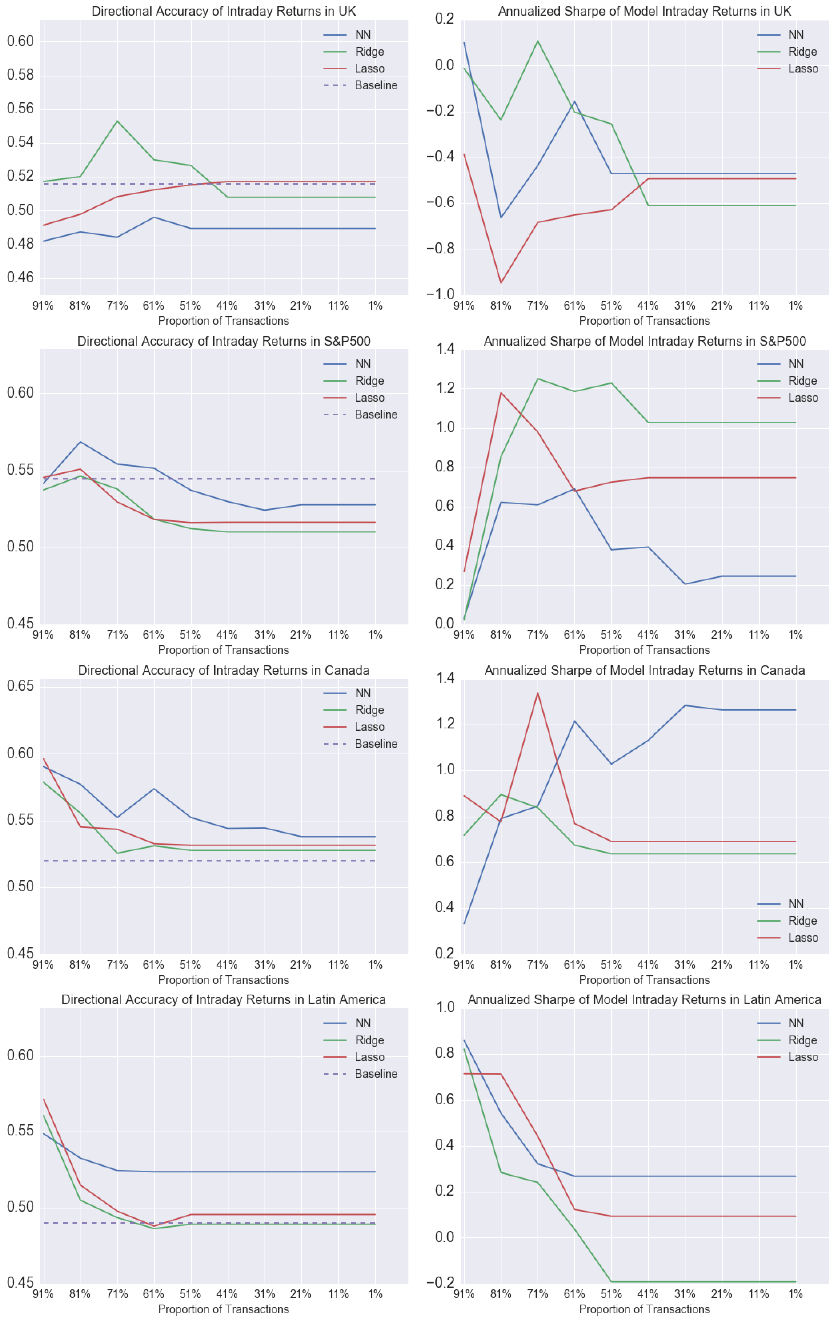 Directional Accuracy of Intraday Returns in UK
NN
Ridge
Lasso
Baseline
0.60
0.58
0.56
0.54
0.52
0.50
0.48
0.46
91% 81% 71% 61% 51% 41% 31% 21% 11% 1%
Proportion of Transactions
Annualized Sharpe of Model Intraday Returns in UK
NN
Ridge
Lasso
0.2
0.0
−0.2
−0.4
−0.6
−0.8
−1.0
91% 81% 71% 61% 51% 41% 31% 21% 11% 1%
Proportion of Transactions
Directional Accuracy of Intraday Returns in S&P500
NN
Ridge
Lasso
Baseline
0.60
0.55
0.50
0.45
91% 81% 71% 61% 51% 41% 31% 21% 11% 1%
Proportion of Transactions
Annualized Sharpe of Model Intraday Returns in S&P500
NN
Ridge
Lasso
1.4
1.2
1.0
0.8
0.6
0.4
0.2
0.0
91% 81% 71% 61% 51% 41% 31% 21% 11% 1%
Proportion of Transactions
Directional Accuracy of Intraday Returns in Canada
NN
Ridge
Lasso
Baseline
0.65
0.60
0.55
0.50
0.45
91% 81% 71% 61% 51% 41% 31% 21% 11% 1%
Proportion of Transactions
Annualized Sharpe of Model Intraday Returns in Canada
1.4
1.2
1.0
0.8
0.6
0.4
0.2
NN
Ridge
Lasso
91% 81% 71% 61% 51% 41% 31% 21% 11% 1%
Proportion of Transactions
Directional Accuracy of Intraday Returns in Latin America
NN
Ridge
Lasso
Baseline
0.60
0.55
0.50
0.45
91% 81% 71% 61% 51% 41% 31% 21% 11% 1%
Proportion of Transactions
Annualized Sharpe of Model Intraday Returns in Latin America
NN
Ridge
Lasso
1.0
0.8
0.6
0.4
0.2
0.0
−0.2
91% 81% 71% 61% 51% 41% 31% 21% 11% 1%
Proportion of Transactions